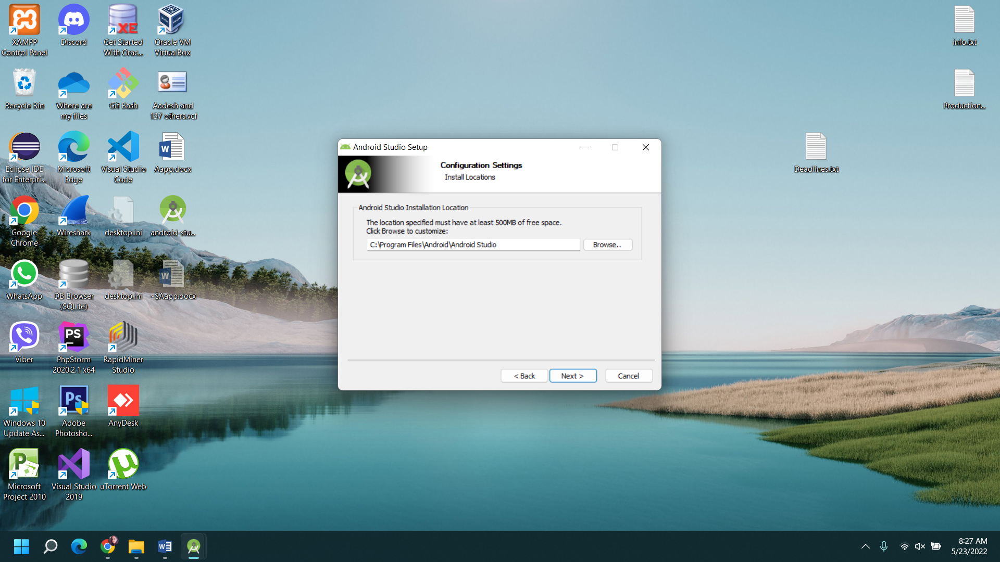 XAMPP
Control Panel
Discord
XE
Get Started
With Orac...
Oracle VM
VirtualBox
Recycle Bin
Where are
my files
Git Bash
Aadesh and
137 others.vcf
Eclipse IDE
for Enterpri...
Microsoft
Edge
Visual Studio
Code
W
Aapp.docx
Google
Chrome
Wireshark
desktop.ini
android-stu...
WhatsApp
DB Browser
(SQLite)
desktop.ini
W
~$Aapp.docx
Viber
PS
PhpStorm
2020.2.1 x64
RapidMiner
Studio
Windows 10
Update As...
Ps
Adobe
Photosho...
AnyDesk
P
Microsoft
Project 2010
Visual Studio
2019
µ
uTorrent Web
info.txt
Production...
Deadlines.txt
Android Studio Setup
Configuration Settings
Install Locations
Android Studio Installation Location
The location specified must have at least 500MB of free space.
Click Browse to customize:
C:\Program Files\Android\Android Studio
Browse..
< Back
Next >
Cancel
W
8:27 AM
5/23/2022